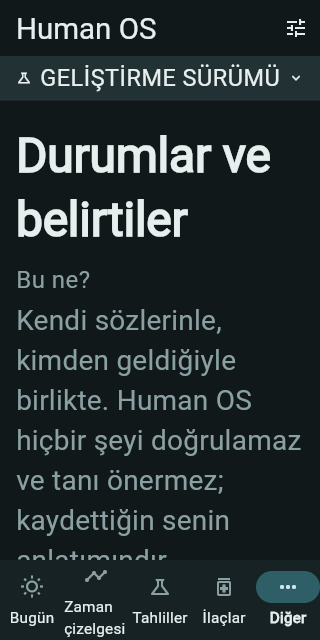 Human OS
GELİŞTİRME SÜRÜMÜ
Durumlar ve
belirtiler
Bu ne?
Kendi sözlerinle,
kimden geldiğiyle
birlikte. Human OS
hiçbir şeyi doğrulamaz
ve tanı önermez;
kaydettiğin senin
anlatımındır.
Bugün
Zaman
çizelgesi
Tahliller
İlaçlar
Diğer